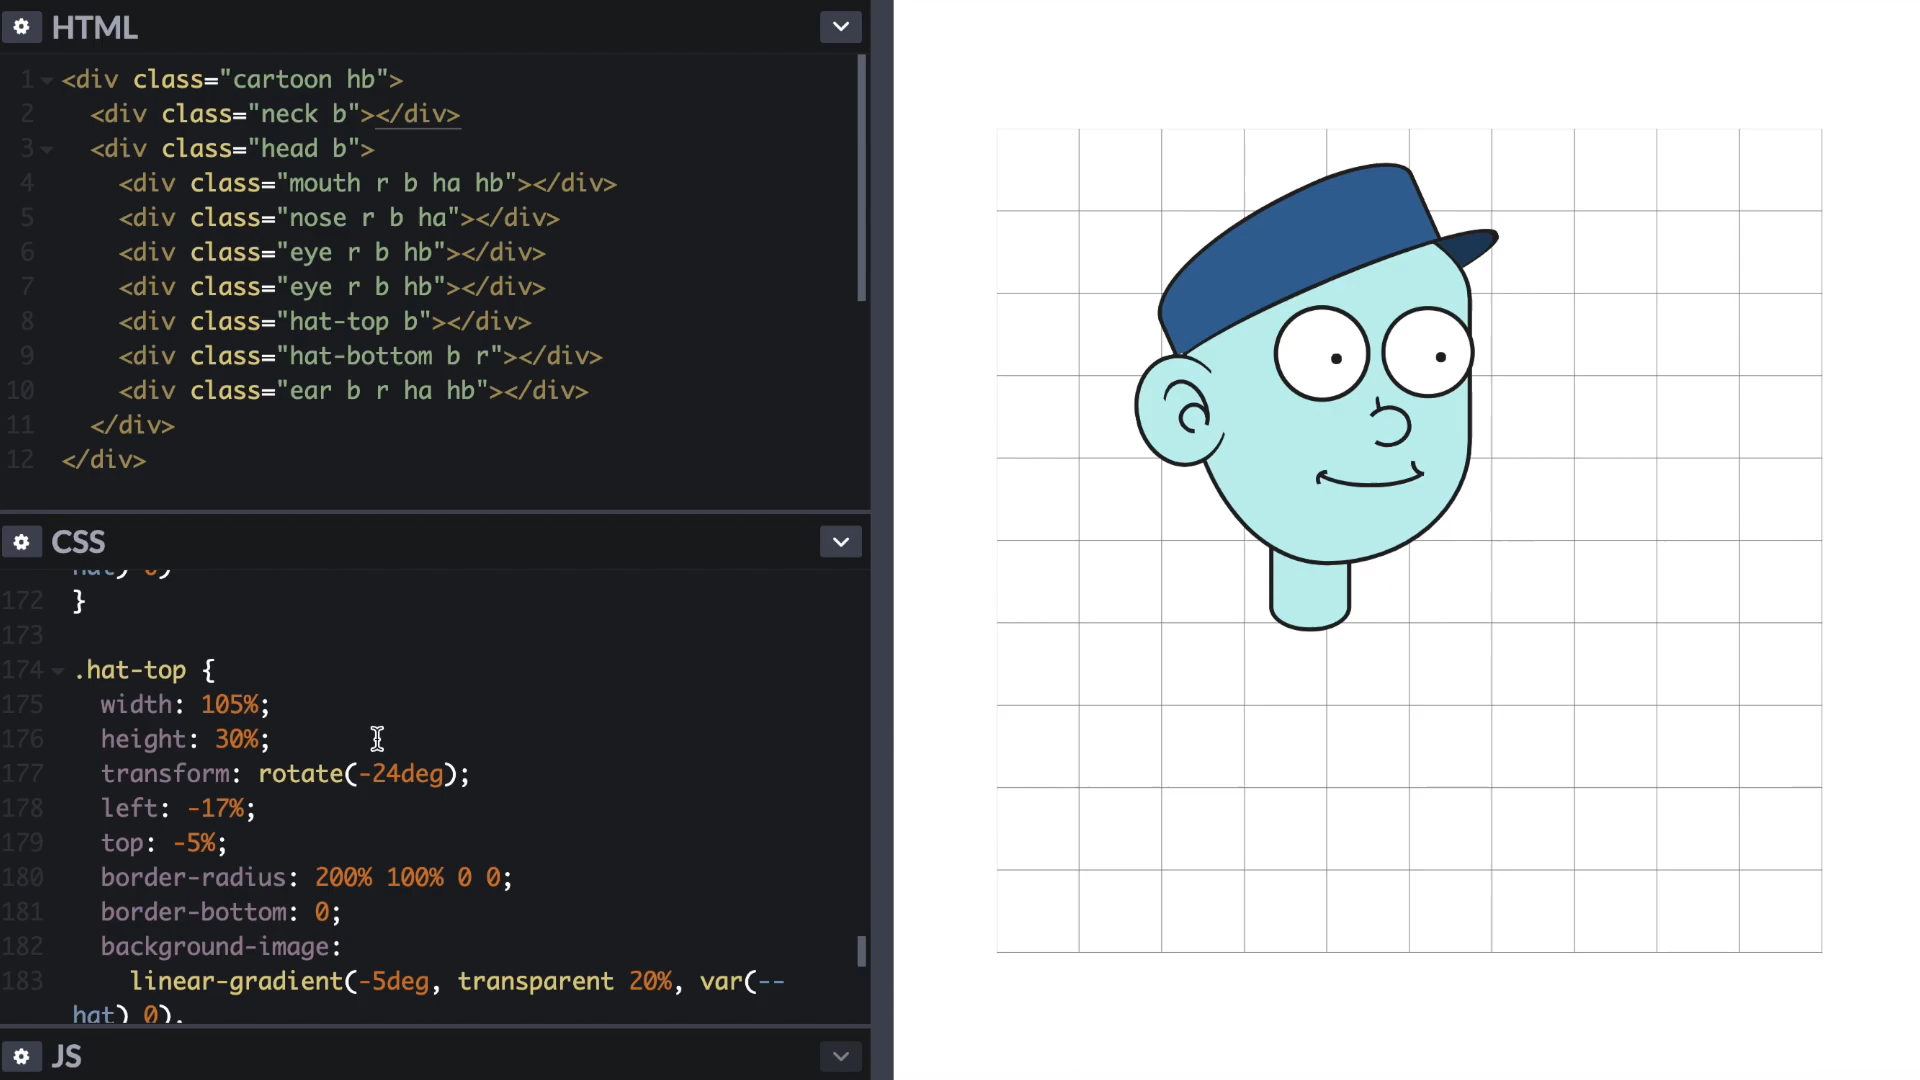 HTML
1 <div class="cartoon hb">
2 <div class="neck b"></div>
3 <div class="head b">
4 <div class="mouth r b ha hb"></div>
5 <div class="nose r b ha"></div>
6 <div class="eye r b hb"></div>
7 <div class="eye r b hb"></div>
8 <div class="hat-top b"></div>
9 <div class="hat-bottom b r"></div>
10 <div class="ear b r ha hb"></div>
11 </div>
12 </div>
CSS
hat) 0)
172 }
173
174 .hat-top {
175 width: 105%;
176 height: 30%;
177 transform: rotate(-24deg);
178 left: -17%;
179 top: -5%;
180 border-radius: 200% 100% 0 0;
181 border-bottom: 0;
182 background-image:
183 linear-gradient(-5deg, transparent 20%, var(--
hat) 0),
JS